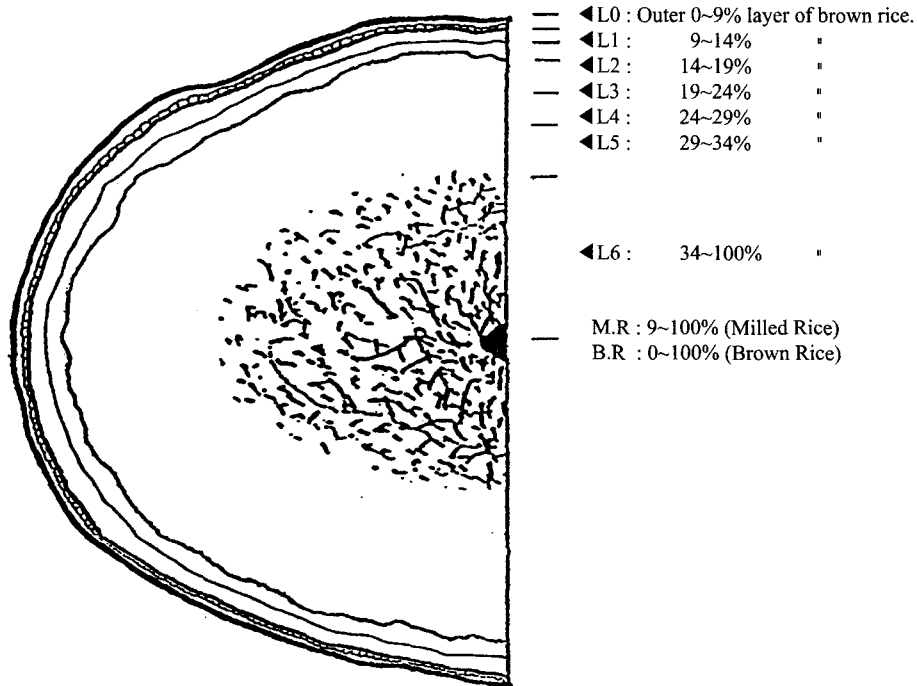 ◀L0 : Outer 0~9% layer of brown rice.
◀L1 : 9~14% "
◀L2 : 14~19% "
◀L3 : 19~24% "
◀L4 : 24~29% "
◀L5 : 29~34% "
◀L6 : 34~100% "
M.R : 9~100% (Milled Rice)
B.R : 0~100% (Brown Rice)